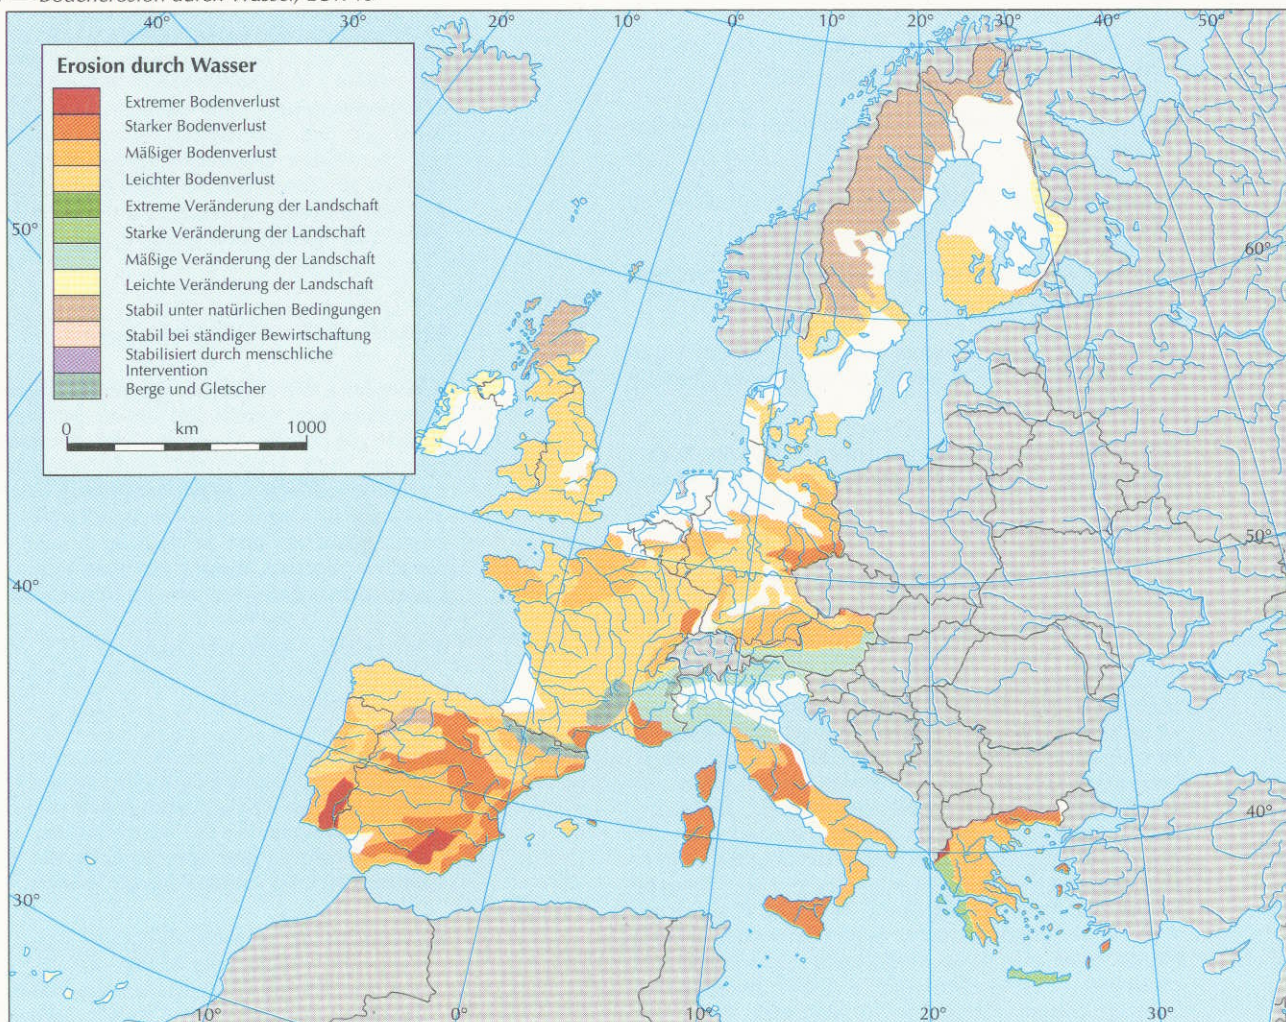 40°
30°
20°
10°
0°
10°
20°
30°
40°
50°
Erosion durch Wasser
Extremer Bodenverlust
Starker Bodenverlust
Mäßiger Bodenverlust
Leichter Bodenverlust
Extreme Veränderung der Landschaft
Starke Veränderung der Landschaft
Mäßige Veränderung der Landschaft
Leichte Veränderung der Landschaft
Stabil unter natürlichen Bedingungen
Stabil bei ständiger Bewirtschaftung
Stabilisiert durch menschliche
Intervention
Berge und Gletscher
0 km 1000
50°
60°
50°
40°
40°
30°
10°
0°
10°
20°
30°